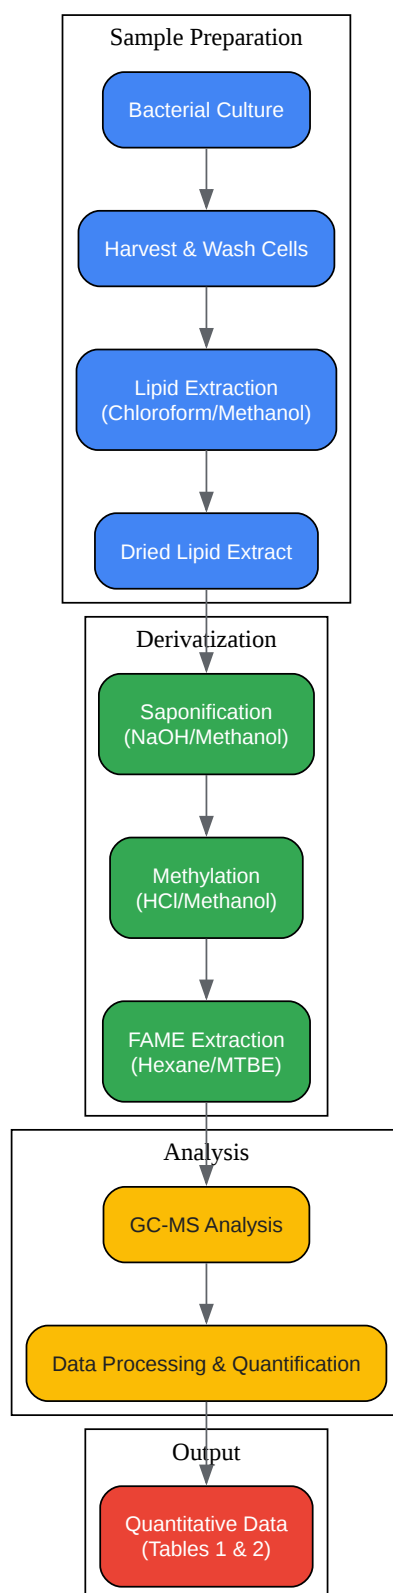 Sample Preparation
Bacterial Culture
Harvest & Wash Cells
Lipid Extraction
(Chloroform/Methanol)
Dried Lipid Extract
Derivatization
Saponification
(NaOH/Methanol)
Methylation
(HCl/Methanol)
FAME Extraction
(Hexane/MTBE)
Analysis
GC-MS Analysis
Data Processing & Quantification
Output
Quantitative Data
(Tables 1 & 2)